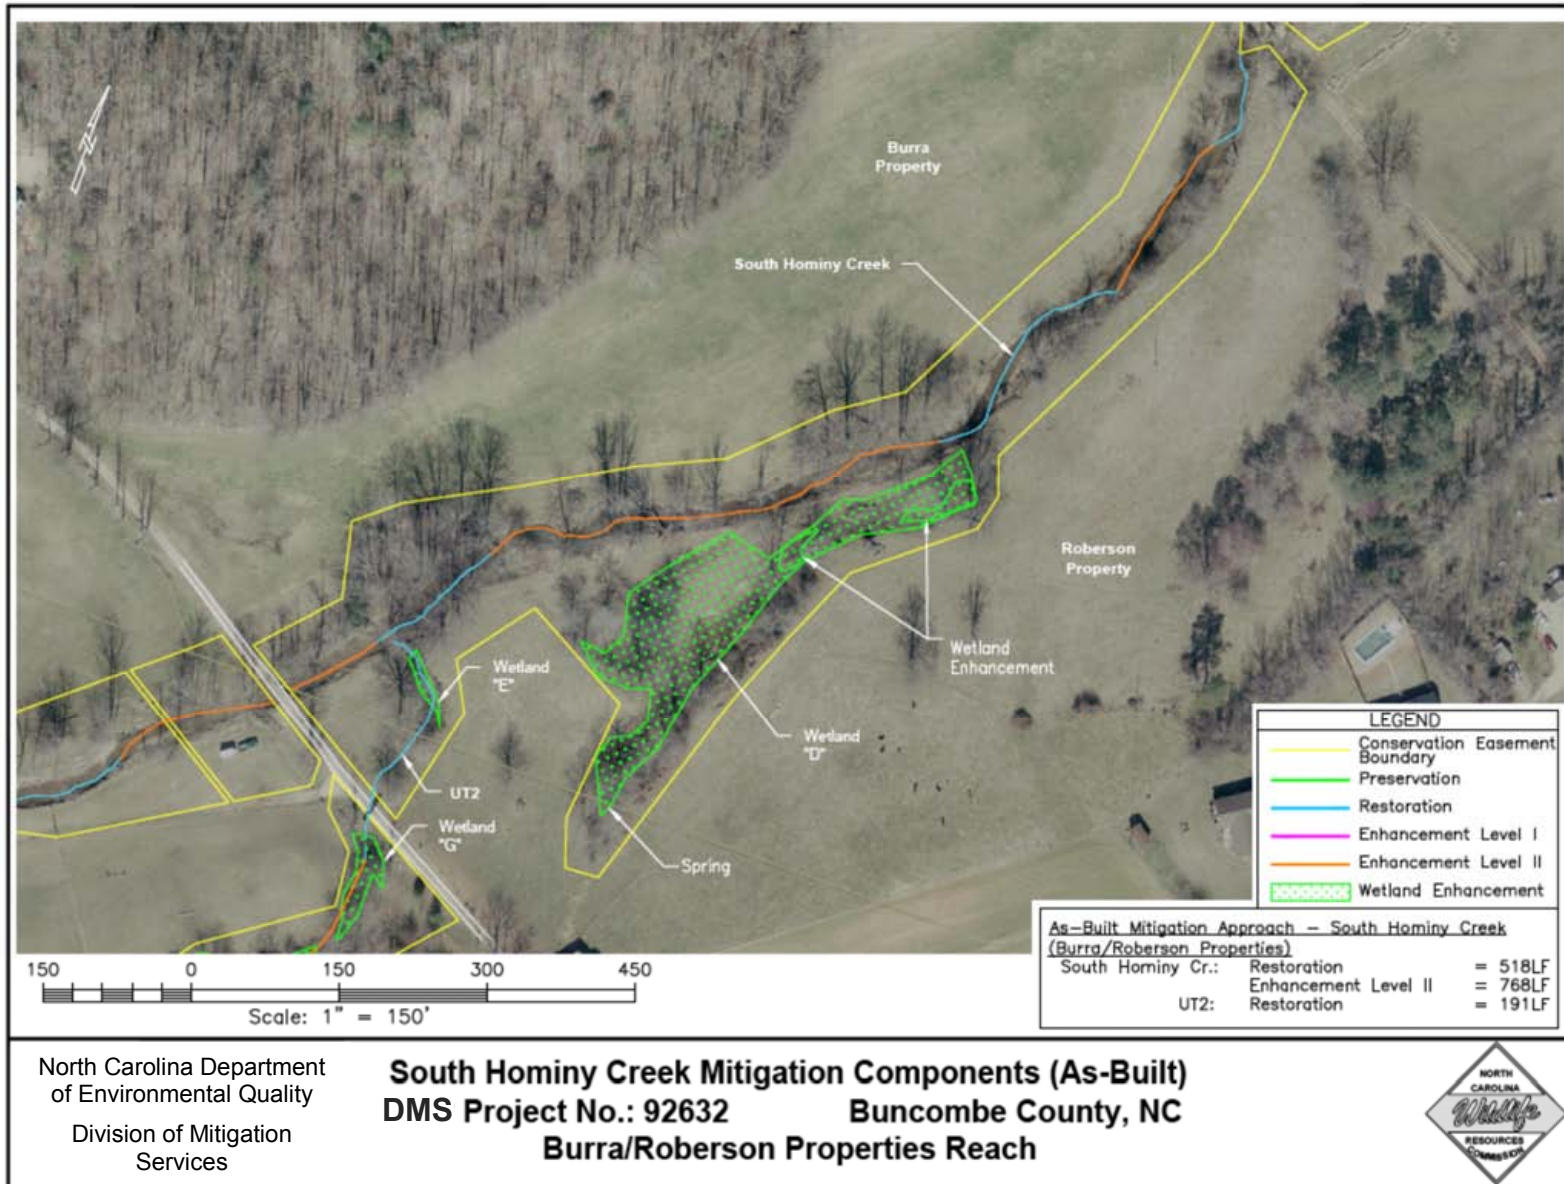 Burra
Property
South Hominy Creek
Roberson
Property
Wetland
Enhancement
Wetland
"E"
Wetland
"D"
UT2
Wetland
"G"
Spring
LEGEND
Conservation Easement
Boundary
Preservation
Restoration
Enhancement Level I
Enhancement Level II
Wetland Enhancement
As-Built Mitigation Approach - South Hominy Creek
(Burra/Roberson Properties)
South Hominy Cr.: Restoration = 518LF
Enhancement Level II = 768LF
UT2: Restoration = 191LF
150 0 150 300 450
Scale: 1" = 150'
North Carolina Department
of Environmental Quality
Division of Mitigation
Services
South Hominy Creek Mitigation Components (As-Built)
DMS Project No.: 92632 Buncombe County, NC
Burra/Roberson Properties Reach
NORTH
CAROLINA
Wildlife
RESOURCES
COMMISSION